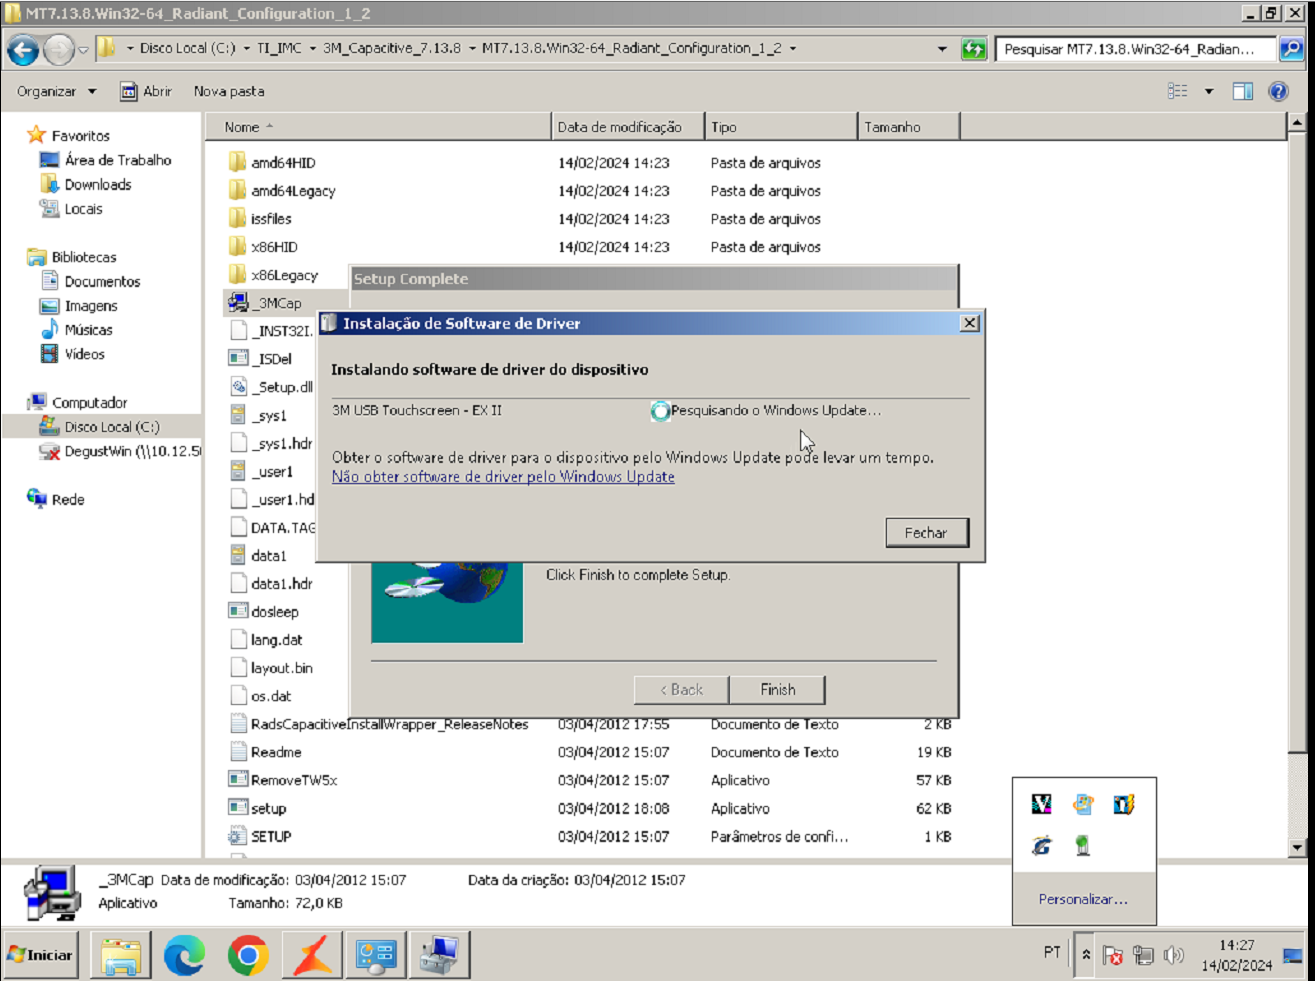 MT7.13.8.Win32-64_Radiant_Configuration_1_2
Disco Local (C:) TI_IMC 3M_Capacitive_7.13.8 MT7.13.8.Win32-64_Radiant_Configuration_1_2
Pesquisar MT7.13.8.Win32-64_Radian...
Organizar Abrir Nova pasta
Nome Data de modificação Tipo Tamanho
Favoritos
Área de Trabalho
Downloads
Locais
Bibliotecas
Documentos
Imagens
Músicas
Vídeos
Computador
Disco Local (C:)
DegustWin (\\10.12.5
Rede
amd64HID 14/02/2024 14:23 Pasta de arquivos
amd64Legacy 14/02/2024 14:23 Pasta de arquivos
issfiles 14/02/2024 14:23 Pasta de arquivos
x86HID 14/02/2024 14:23 Pasta de arquivos
x86Legacy
_3MCap
_INST32I.
_ISDel
_Setup.dll
_sys1
_sys1.hdr
_user1
_user1.hd
DATA.TAG
data1
data1.hdr
dosleep
lang.dat
layout.bin
os.dat
RadsCapacitiveInstallWrapper_ReleaseNotes 03/04/2012 17:55 Documento de Texto 2 KB
Readme 03/04/2012 15:07 Documento de Texto 19 KB
RemoveTW5x 03/04/2012 15:07 Aplicativo 57 KB
setup 03/04/2012 18:08 Aplicativo 62 KB
SETUP 03/04/2012 15:07 Parâmetros de confi... 1 KB
Setup Complete
Instalação de Software de Driver
Instalando software de driver do dispositivo
3M USB Touchscreen - EX II Pesquisando o Windows Update...
Obter o software de driver para o dispositivo pelo Windows Update pode levar um tempo.
Não obter software de driver pelo Windows Update
Fechar
Click Finish to complete Setup.
< Back Finish
Personalizar...
_3MCap Data de modificação: 03/04/2012 15:07 Data da criação: 03/04/2012 15:07
Aplicativo Tamanho: 72,0 KB
Iniciar
PT
14:27
14/02/2024